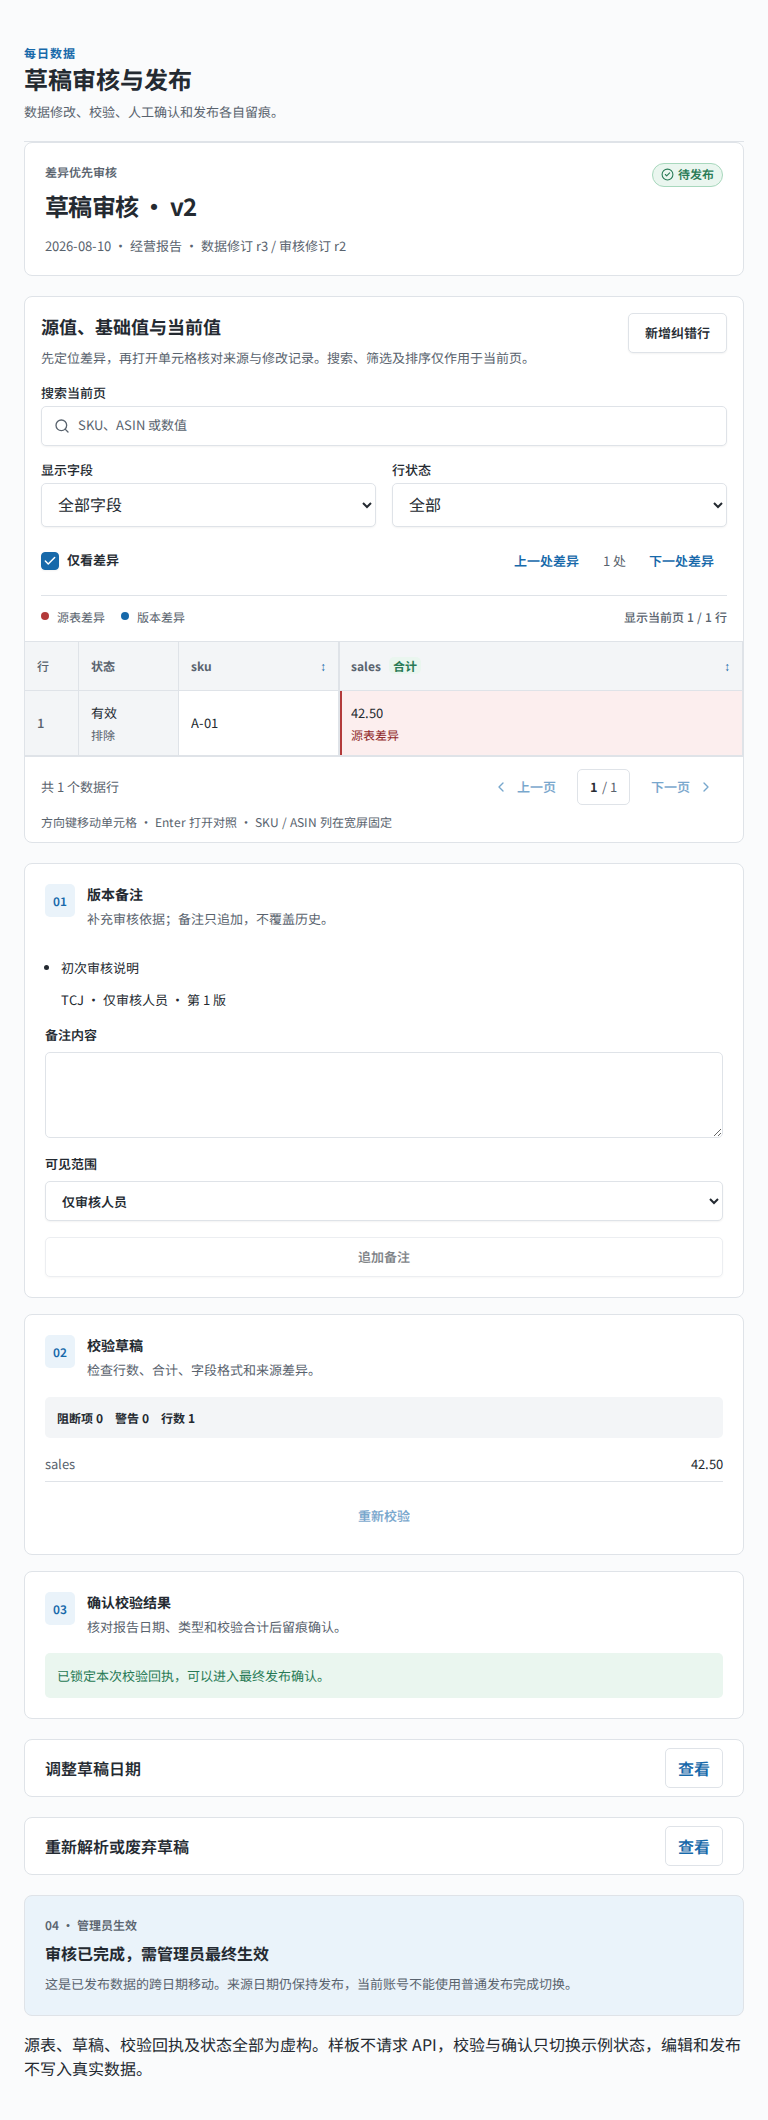 每日数据
草稿审核与发布
数据修改、校验、人工确认和发布各自留痕。
差异优先审核
待发布
草稿审核 · v2
2026-08-10 · 经营报告 · 数据修订 r3 / 审核修订 r2
源值、基础值与当前值
新增纠错行
先定位差异，再打开单元格核对来源与修改记录。搜索、筛选及排序仅作用于当前页。
搜索当前页
SKU、ASIN 或数值
显示字段 行状态
全部字段 全部
仅看差异 上一处差异 1 处 下一处差异
源表差异 版本差异 显示当前页 1 / 1 行
行 状态 sku ↕ sales 合计 ↕
1 有效 A-01 42.50
排除 源表差异
共 1 个数据行 上一页 1 / 1 下一页
方向键移动单元格 · Enter 打开对照 · SKU / ASIN 列在宽屏固定
01 版本备注
补充审核依据；备注只追加，不覆盖历史。
初次审核说明
TCJ · 仅审核人员 · 第 1 版
备注内容
可见范围
仅审核人员
追加备注
02 校验草稿
检查行数、合计、字段格式和来源差异。
阻断项 0 警告 0 行数 1
sales 42.50
重新校验
03 确认校验结果
核对报告日期、类型和校验合计后留痕确认。
已锁定本次校验回执，可以进入最终发布确认。
调整草稿日期 查看
重新解析或废弃草稿 查看
04 · 管理员生效
审核已完成，需管理员最终生效
这是已发布数据的跨日期移动。来源日期仍保持发布，当前账号不能使用普通发布完成切换。
源表、草稿、校验回执及状态全部为虚构。样板不请求 API，校验与确认只切换示例状态，编辑和发布
不写入真实数据。